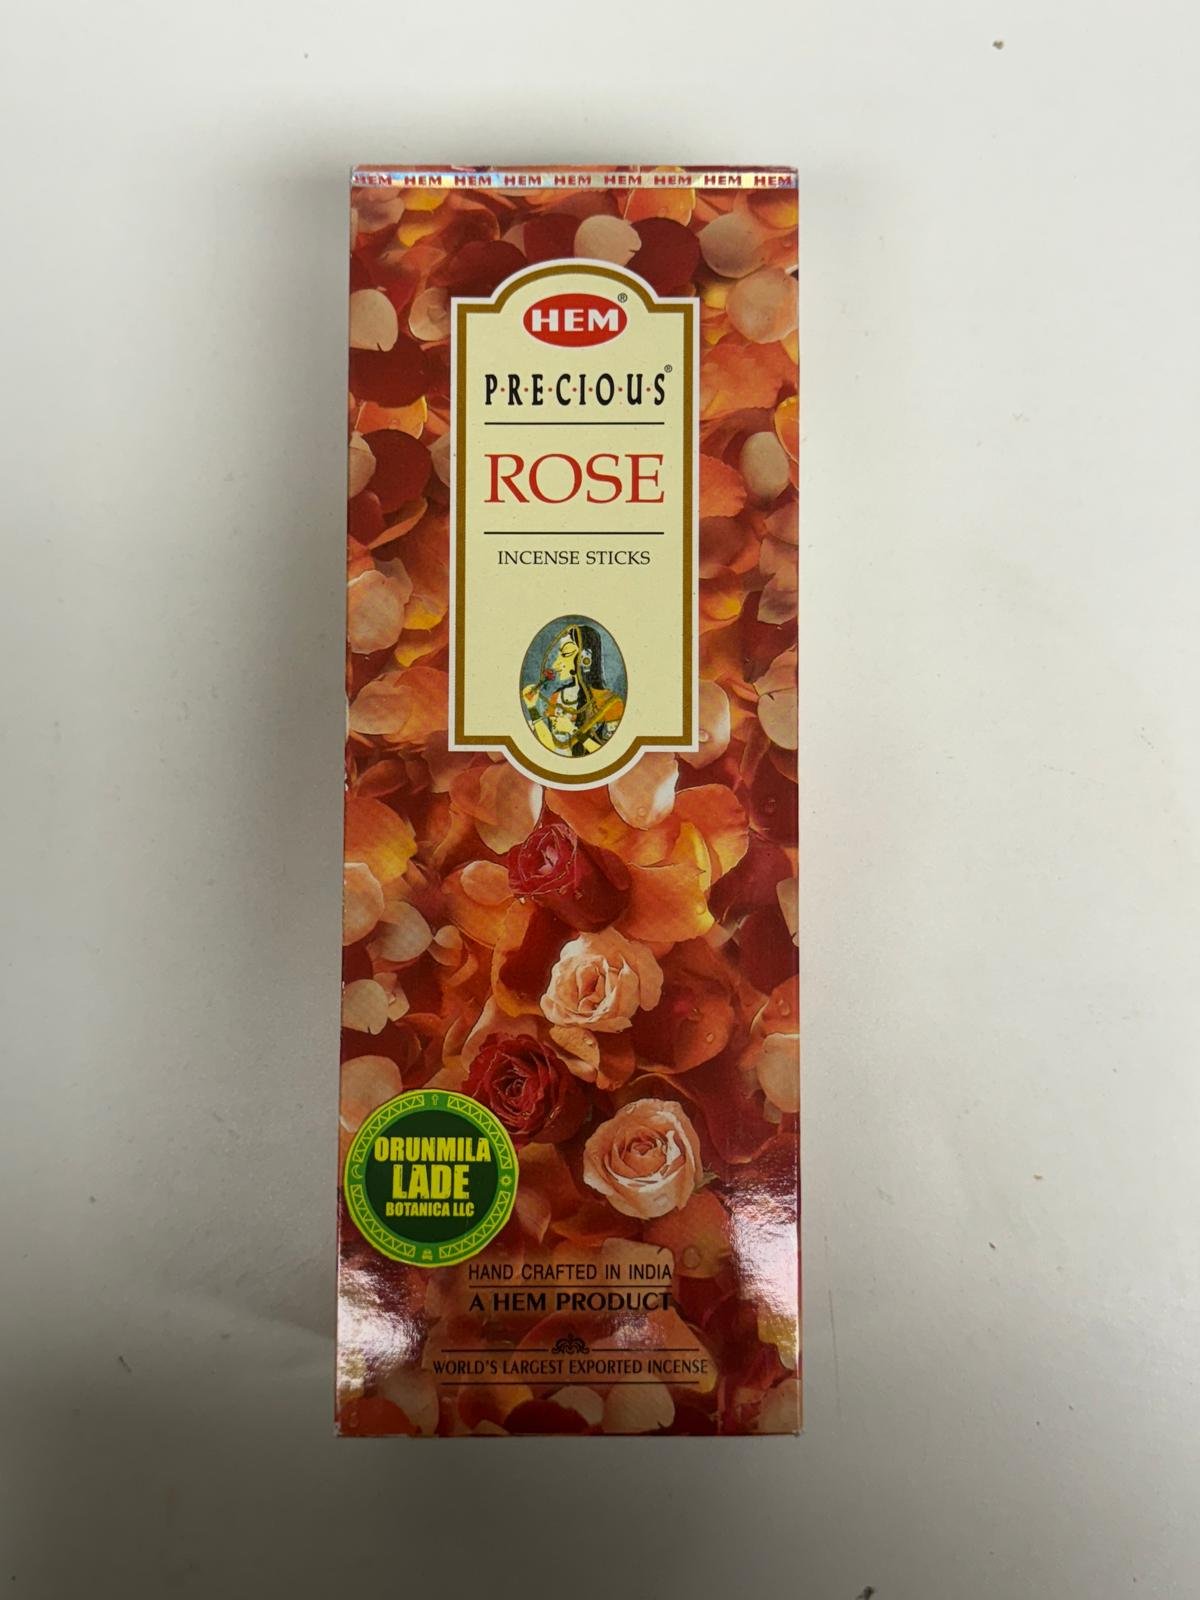 HEM HEM HEM HEM HEM HEM HEM HEM HEM
HEM®
P·R·E·C·I·O·U·S®
ROSE
INCENSE STICKS
ORUNMILA
LADE
BOTANICA LLC
HAND CRAFTED IN INDIA
A HEM PRODUCT
WORLD'S LARGEST EXPORTED INCENSE